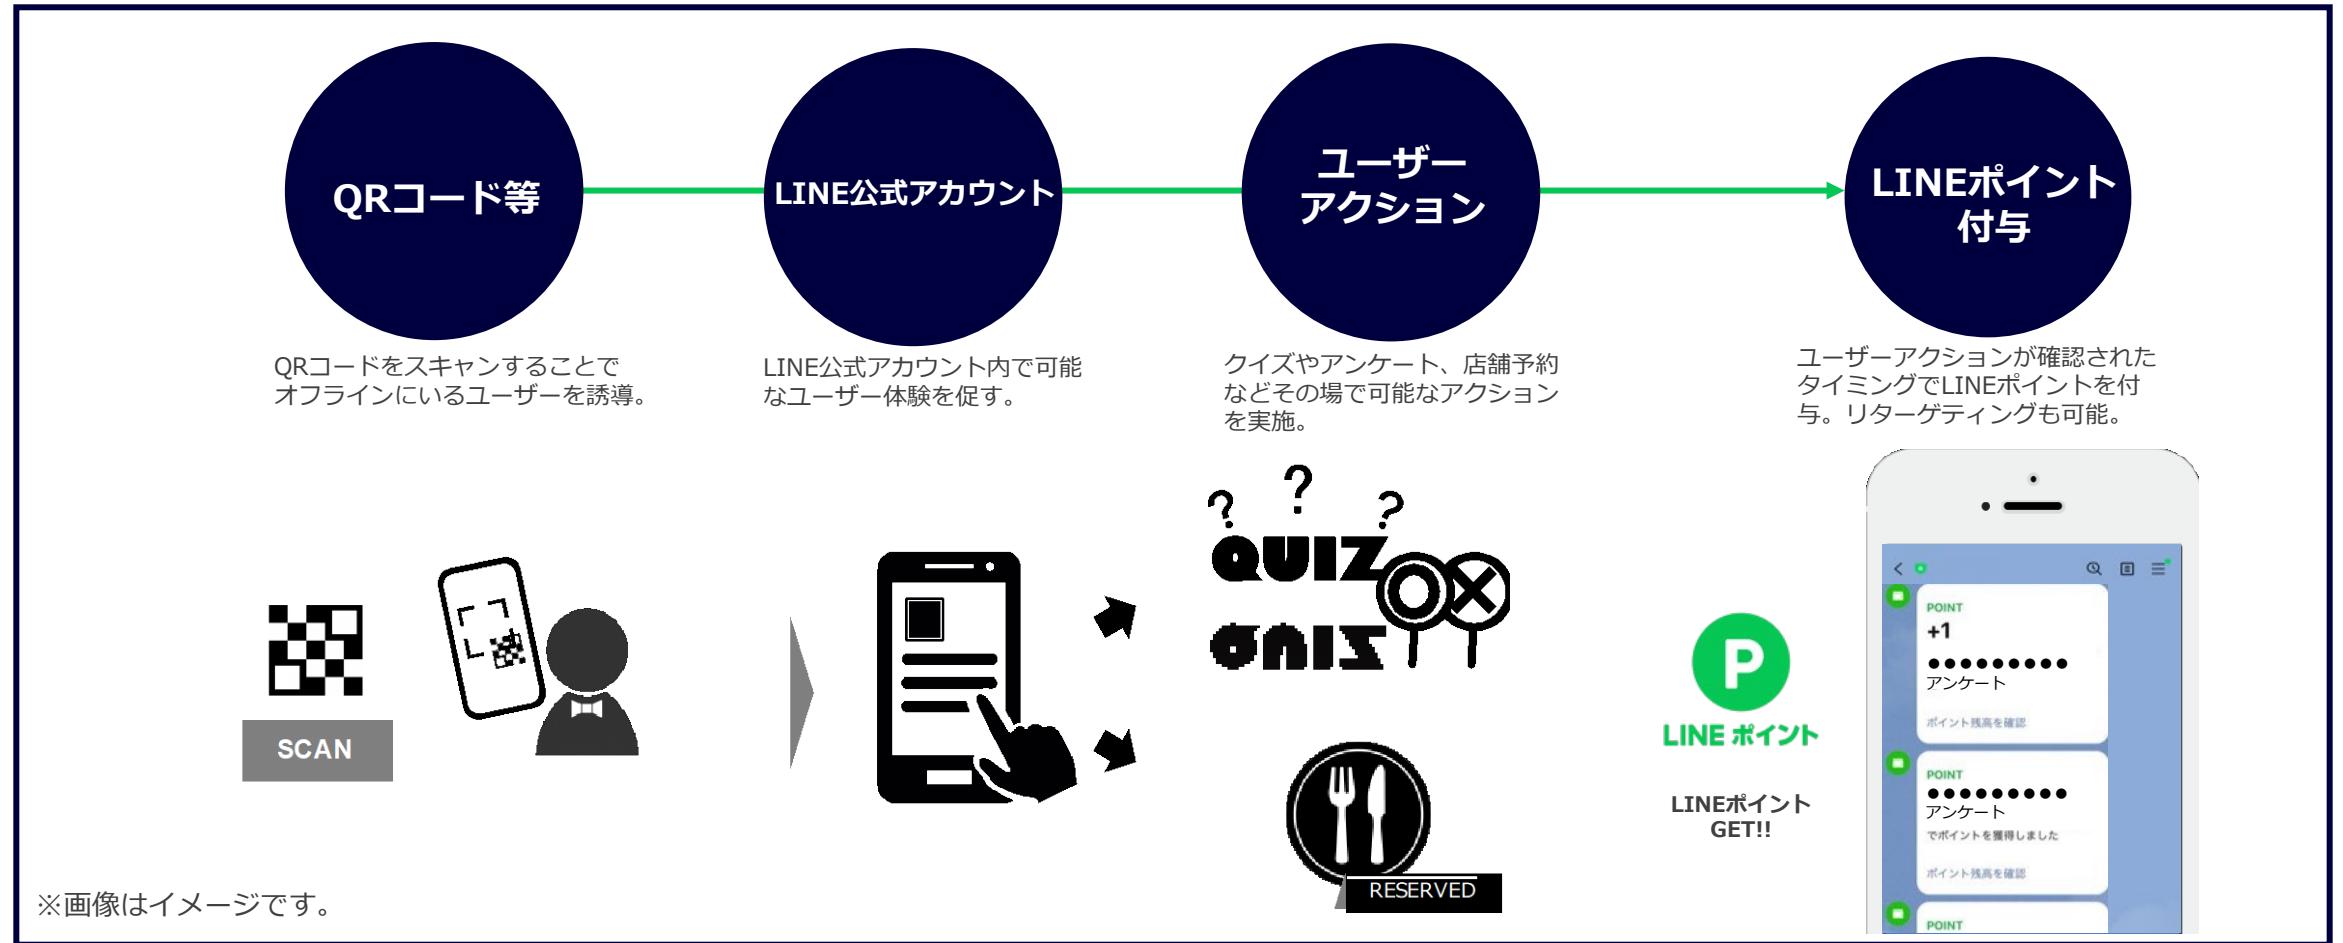 QRコード等
LINE公式アカウント
ユーザー
アクション
LINEポイント
付与
QRコードをスキャンすることで
オフラインにいるユーザーを誘導。
LINE公式アカウント内で可能
なユーザー体験を促す。
クイズやアンケート、店舗予約
などその場で可能なアクション
を実施。
ユーザーアクションが確認された
タイミングでLINEポイントを付
与。リターゲティングも可能。
SCAN
? ? ?
QUIZ
QUIZ
RESERVED
P
LINE ポイント
LINEポイント
GET!!
POINT
+1
●●●●●●●●●
アンケート
ポイント残高を確認
POINT
●●●●●●●●●
アンケート
でポイントを獲得しました
ポイント残高を確認
POINT
※画像はイメージです。